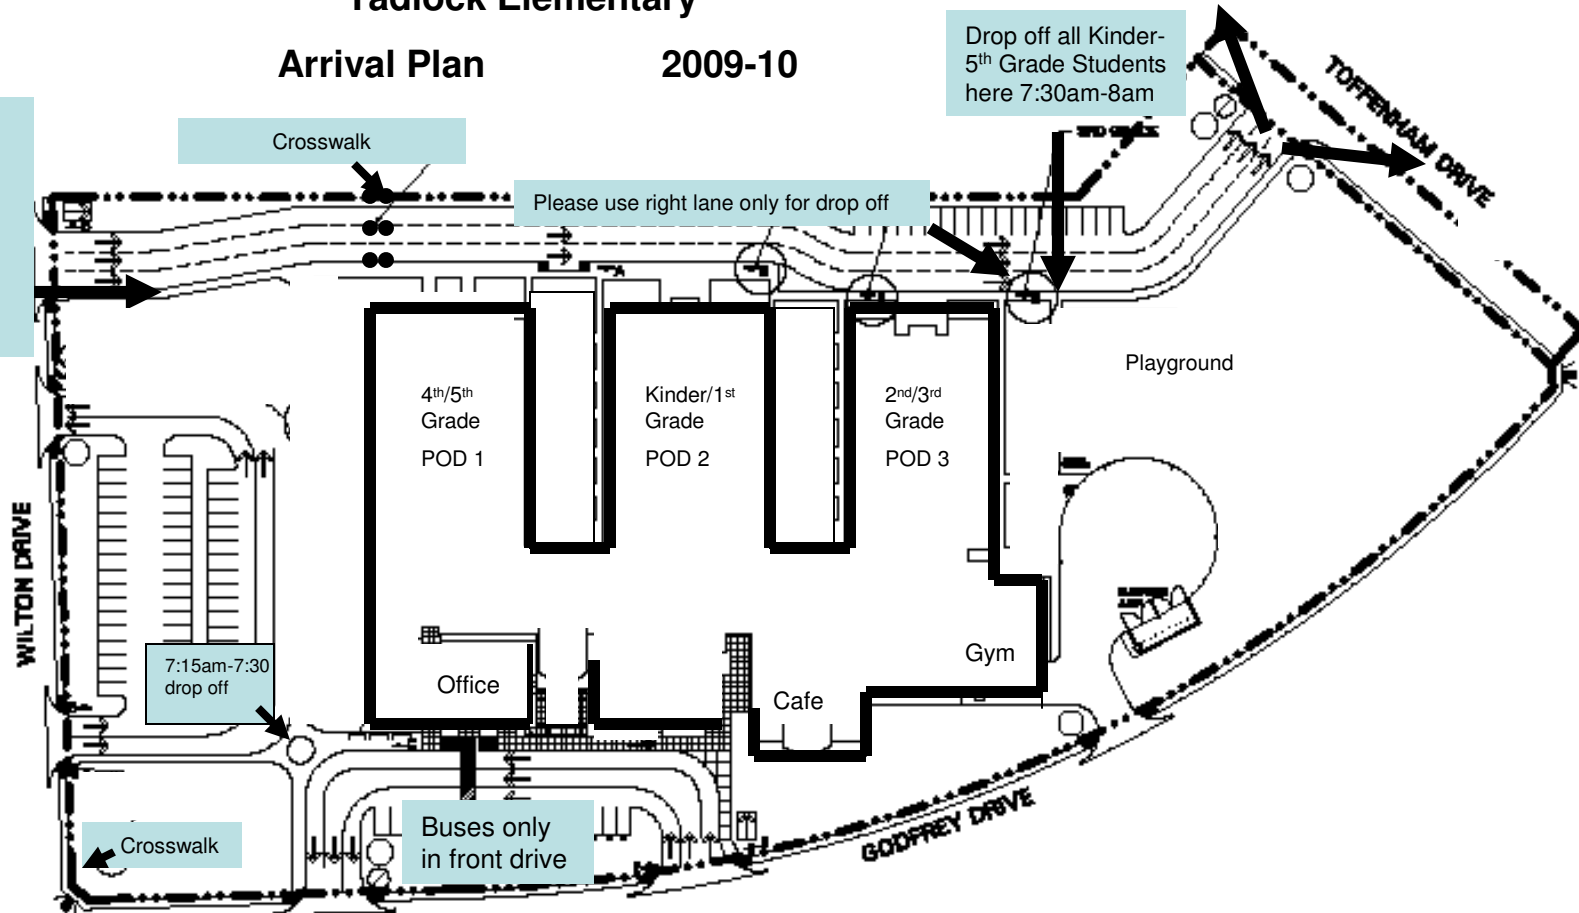 Tadlock Elementary
Arrival Plan 2009-10
Drop off all Kinder-
5th Grade Students
here 7:30am-8am
TOFFENHAM DRIVE
Crosswalk
Please use right lane only for drop off
Playground
4th/5th
Grade
POD 1
Kinder/1st
Grade
POD 2
2nd/3rd
Grade
POD 3
WILTON DRIVE
7:15am-7:30
drop off
Office
Cafe
Gym
Buses only
in front drive
Crosswalk
GODFREY DRIVE